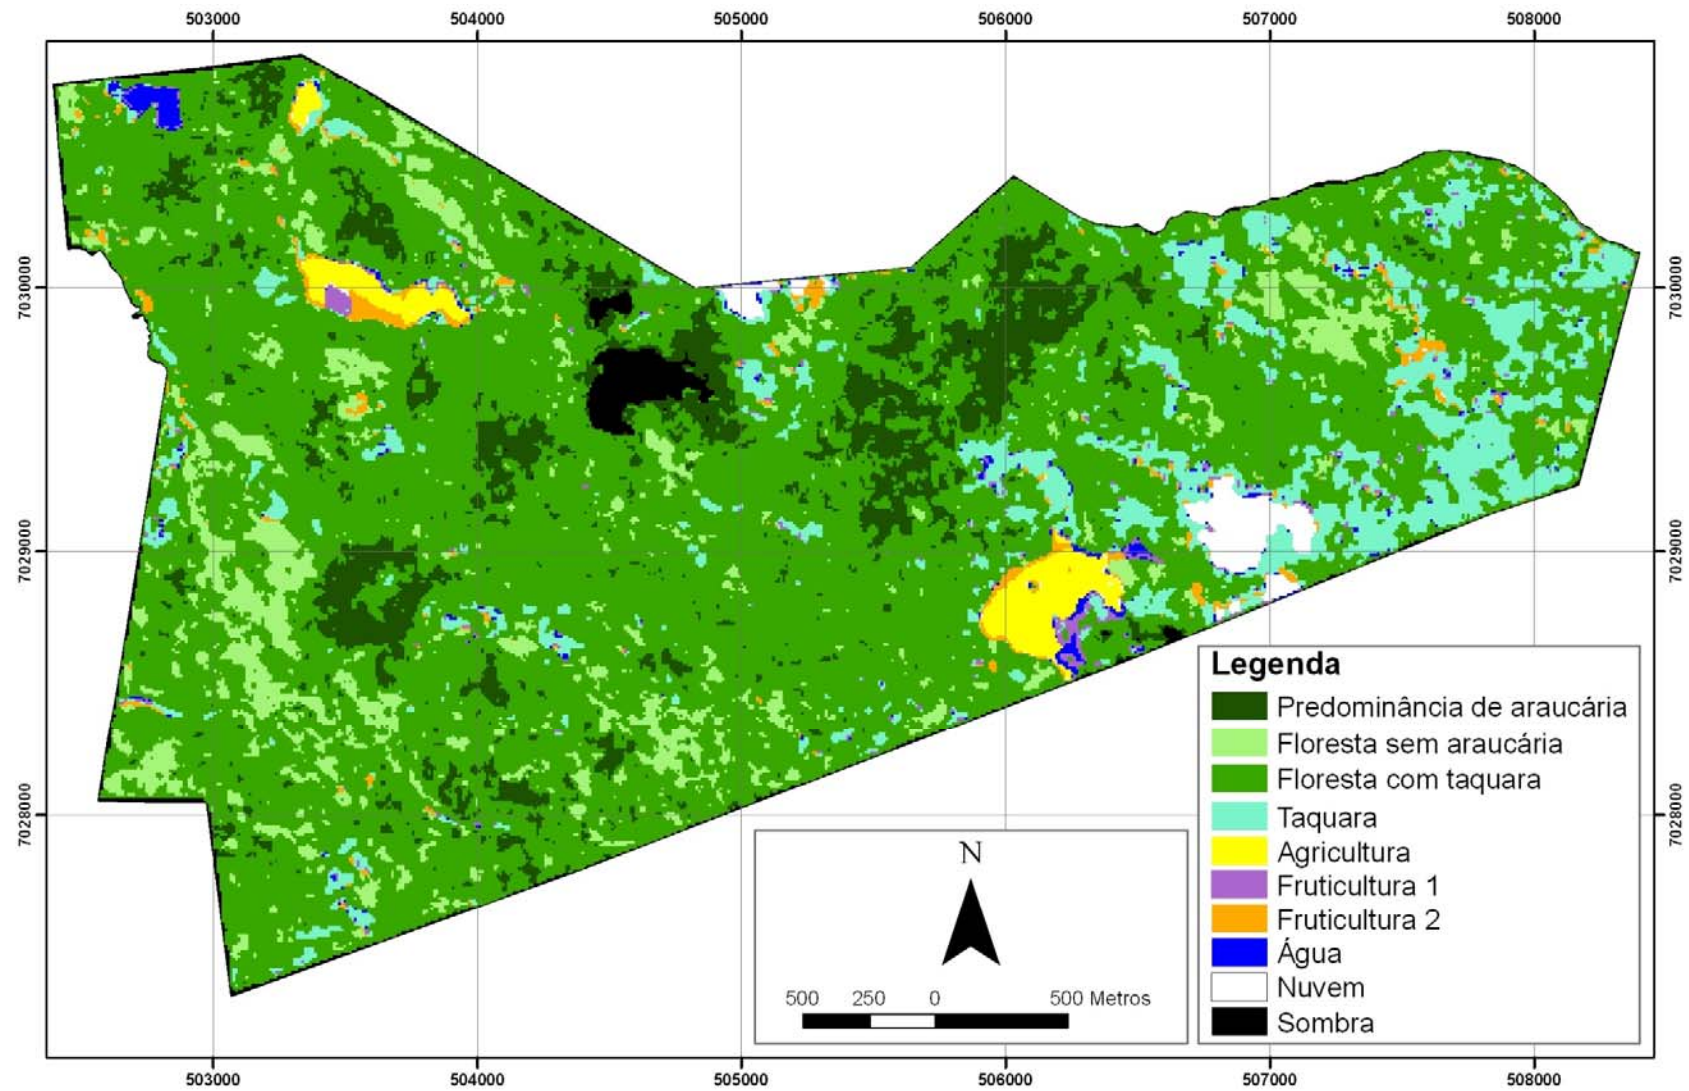 503000 504000 505000 506000 507000 508000
7030000 7030000
7029000 7029000
7028000 7028000
Legenda
Predominância de araucária
Floresta sem araucária
Floresta com taquara
Taquara
Agricultura
Fruticultura 1
Fruticultura 2
Água
Nuvem
Sombra
N
500 250 0 500 Metros
503000 504000 505000 506000 507000 508000